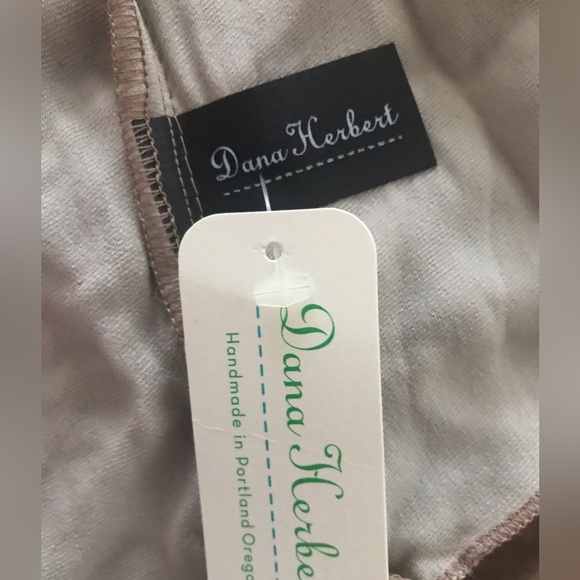 Dana Herbert
Dana Herbe
Handmade in Portland Orego